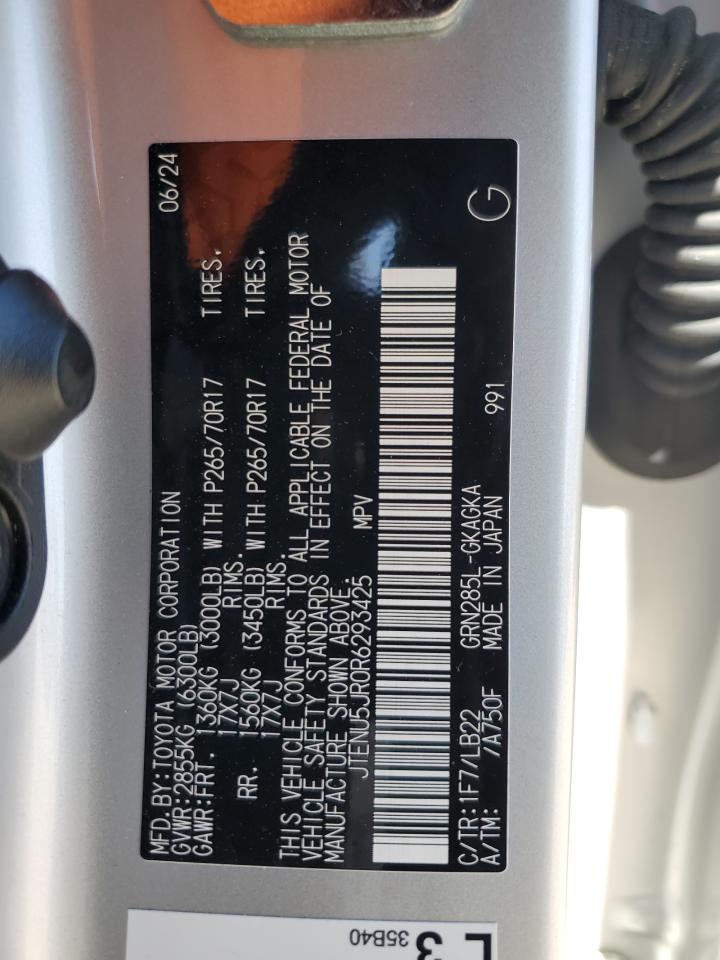 MFD.BY:TOYOTA MOTOR CORPORATION 06/24
GVWR:2855KG (6300LB)
GAWR:FRT. 1360KG (3000LB) WITH P265/70R17 TIRES,
17X7J RIMS.
RR. 1560KG (3450LB) WITH P265/70R17 TIRES,
17X7J RIMS.
THIS VEHICLE CONFORMS TO ALL APPLICABLE FEDERAL MOTOR
VEHICLE SAFETY STANDARDS IN EFFECT ON THE DATE OF
MANUFACTURE SHOWN ABOVE.
JTENU5JR0R6293425 MPV
C/TR:1F7/LB22 GRN285L-GKAGKA
A/TM: /A750F MADE IN JAPAN 991
G
35B40